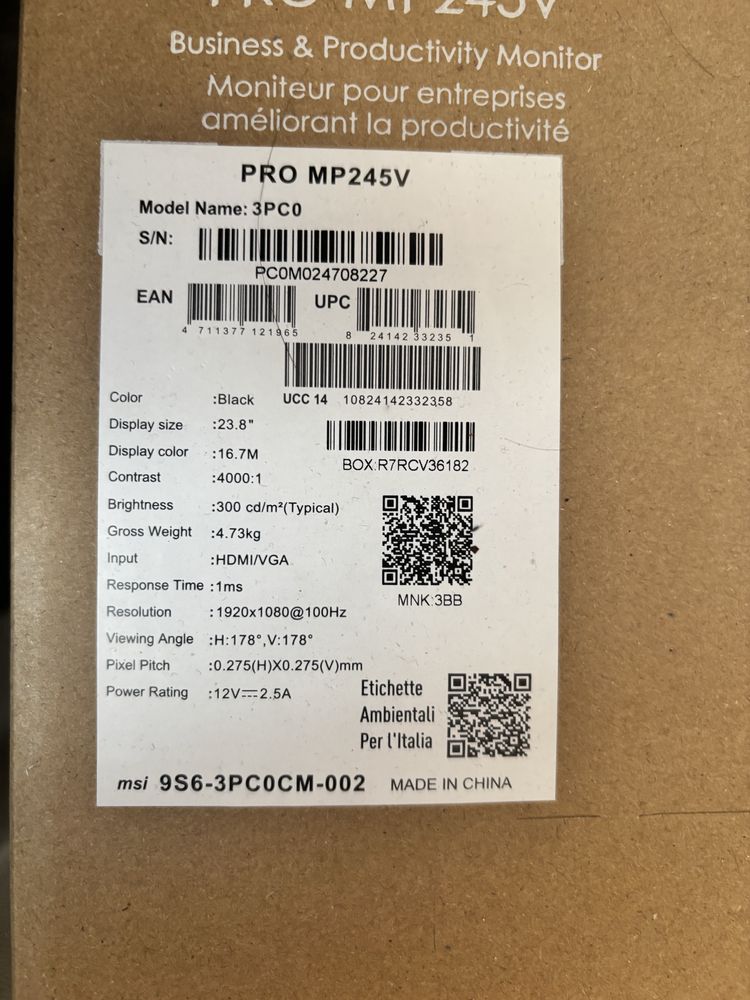 PRO MP245V
Business & Productivity Monitor
Moniteur pour entreprises
améliorant la productivité
PRO MP245V
Model Name: 3PC0
S/N:
PC0M024708227
EAN
4 711377 121965
UPC
8 24142 33235 1
UCC 14 10824142332358
Color :Black
Display size :23.8"
Display color :16.7M
Contrast :4000:1
Brightness :300 cd/m²(Typical)
Gross Weight :4.73kg
Input :HDMI/VGA
Response Time :1ms
Resolution :1920x1080@100Hz
Viewing Angle :H:178°,V:178°
Pixel Pitch :0.275(H)X0.275(V)mm
Power Rating :12V⎓2.5A
BOX:R7RCV36182
MNK:3BB
Etichette
Ambientali
Per l'Italia
msi 9S6-3PC0CM-002 MADE IN CHINA